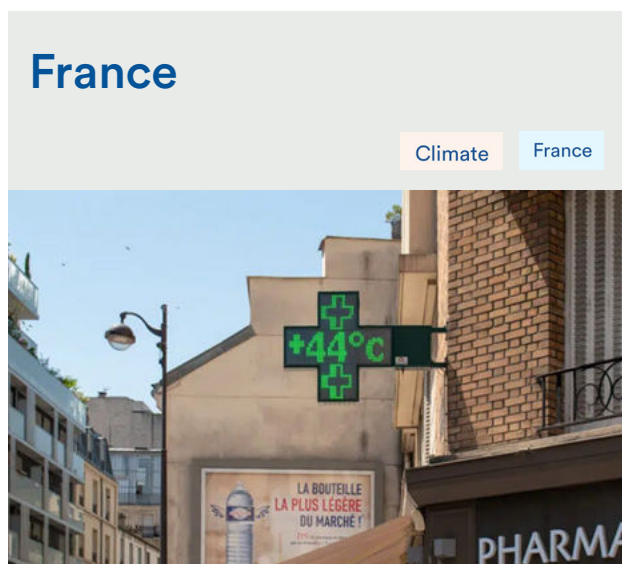 France
Climate
France
+44°C
LA BOUTEILLE
LA PLUS LÉGÈRE
DU MARCHÉ !
PHARMA